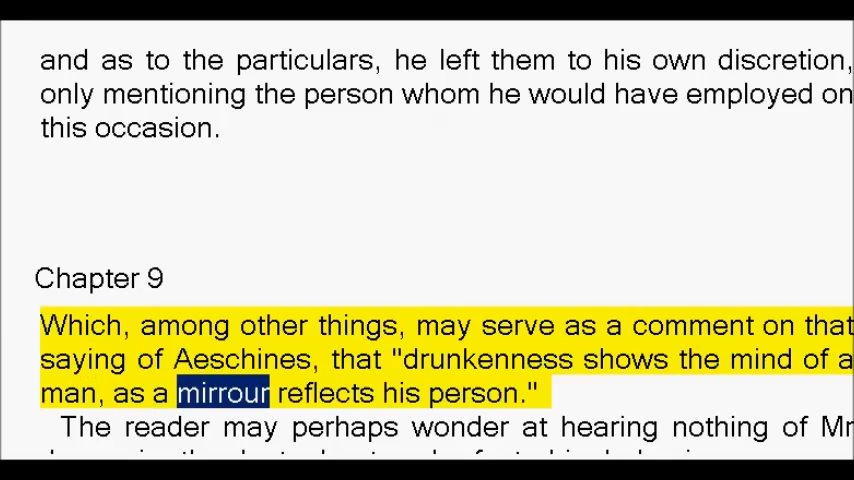 and as to the particulars, he left them to his own discretion,
only mentioning the person whom he would have employed on
this occasion.
Chapter 9
Which, among other things, may serve as a comment on that
saying of Aeschines, that "drunkenness shows the mind of a
man, as a mirrour reflects his person."
The reader may perhaps wonder at hearing nothing of Mr